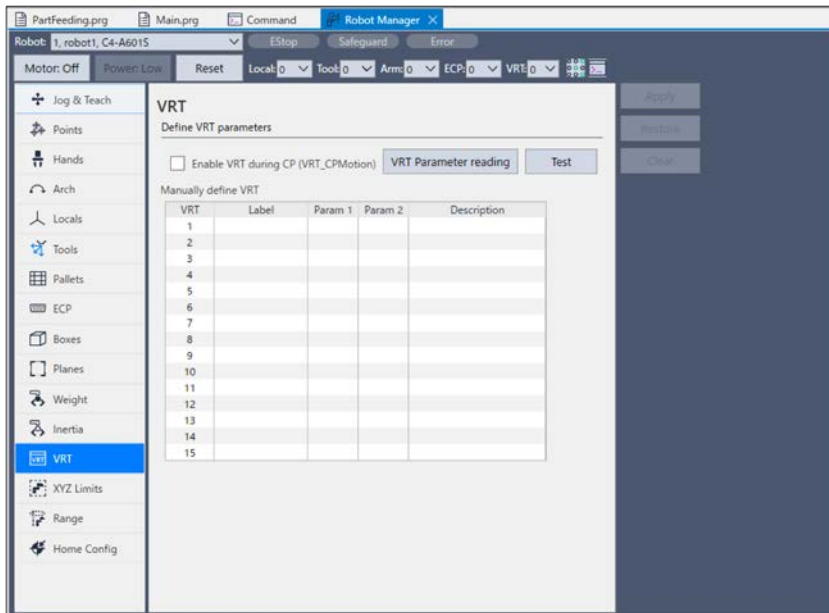 PartFeeding.prg Main.prg Command Robot Manager
Robot: 1, robot1, C4-A601S EStop Safeguard Error
Motor: Off Power: Low Reset Local: 0 Tool: 0 Arm: 0 ECP: 0 VRT: 0
Jog & Teach
Points
Hands
Arch
Locals
Tools
Pallets
ECP
Boxes
Planes
Weight
Inertia
VRT VRT
XYZ Limits
Range
Home Config
VRT
Define VRT parameters
Enable VRT during CP (VRT_CPMotion) VRT Parameter reading Test
Manually define VRT
VRT Label Param 1 Param 2 Description
1
2
3
4
5
6
7
8
9
10
11
12
13
14
15
Apply
Restore
Clear